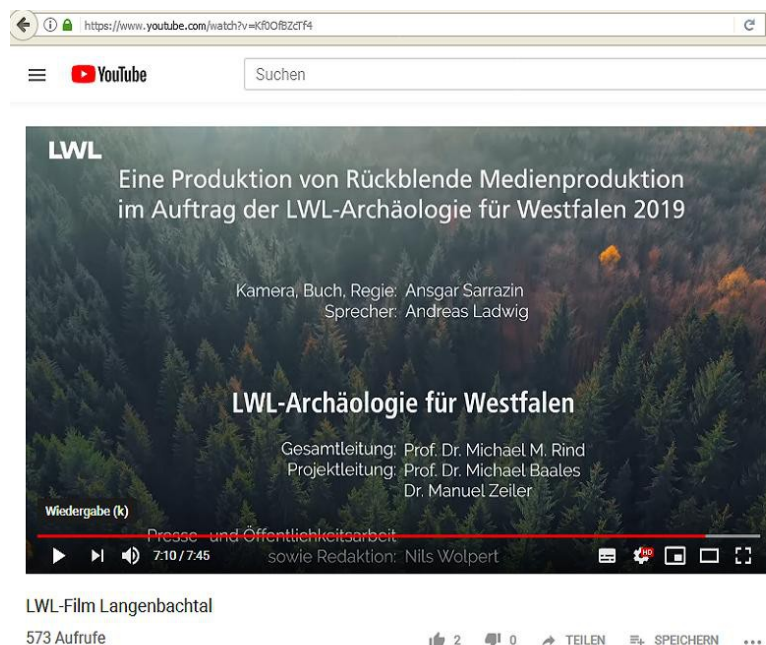 https://www.youtube.com/watch?v=Kf0OfBZcTf4
YouTube
Suchen
LWL
Eine Produktion von Rückblende Medienproduktion
im Auftrag der LWL-Archäologie für Westfalen 2019
Kamera, Buch, Regie: Ansgar Sarrazin
Sprecher: Andreas Ladwig
LWL-Archäologie für Westfalen
Gesamtleitung: Prof. Dr. Michael M. Rind
Projektleitung: Prof. Dr. Michael Baales
Dr. Manuel Zeiler
Wiedergabe (k)
Presse- und Öffentlichkeitsarbeit
7:10 / 7:45
sowie Redaktion: Nils Wolpert
HD
LWL-Film Langenbachtal
573 Aufrufe
2
0
TEILEN
SPEICHERN